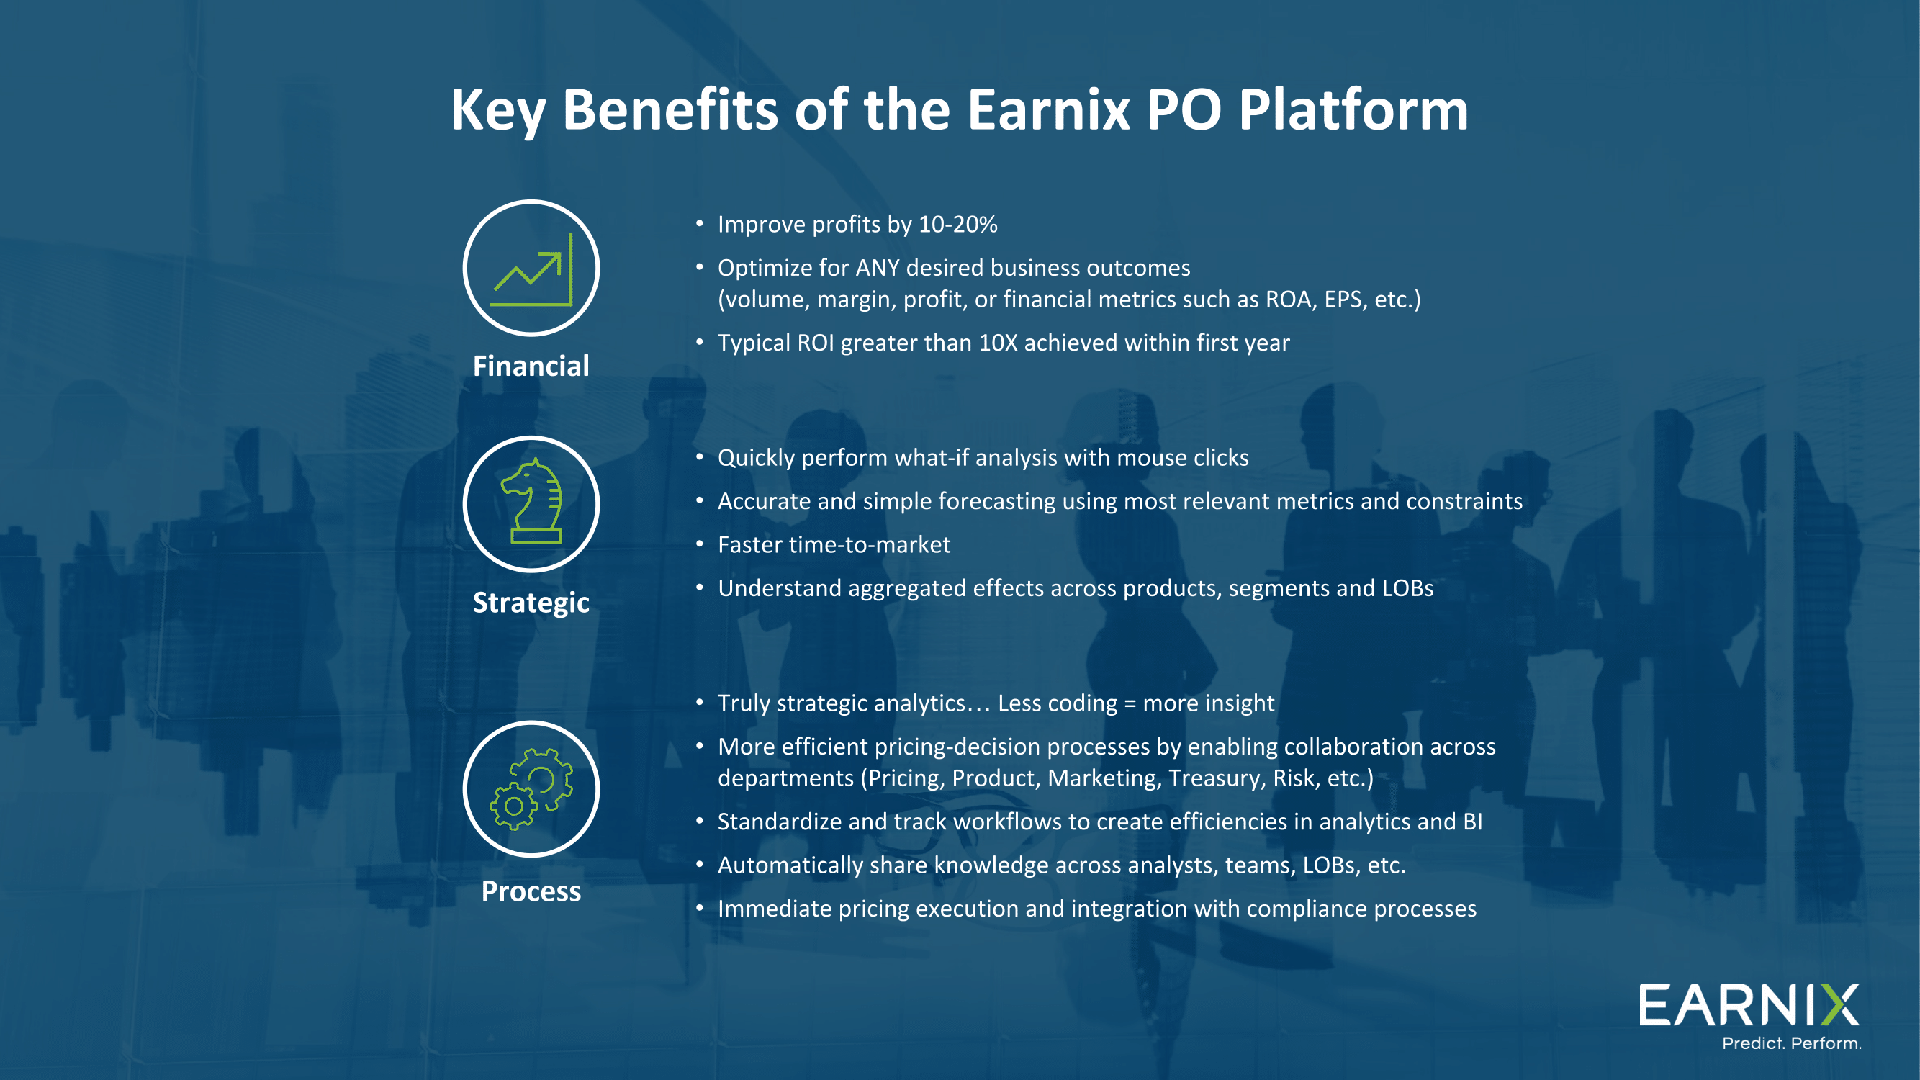 Key Benefits of the Earnix PO Platform
Financial
• Improve profits by 10-20%
• Optimize for ANY desired business outcomes
(volume, margin, profit, or financial metrics such as ROA, EPS, etc.)
• Typical ROI greater than 10X achieved within first year
Strategic
• Quickly perform what-if analysis with mouse clicks
• Accurate and simple forecasting using most relevant metrics and constraints
• Faster time-to-market
• Understand aggregated effects across products, segments and LOBs
Process
• Truly strategic analytics… Less coding = more insight
• More efficient pricing-decision processes by enabling collaboration across
departments (Pricing, Product, Marketing, Treasury, Risk, etc.)
• Standardize and track workflows to create efficiencies in analytics and BI
• Automatically share knowledge across analysts, teams, LOBs, etc.
• Immediate pricing execution and integration with compliance processes
EARNIX
Predict. Perform.